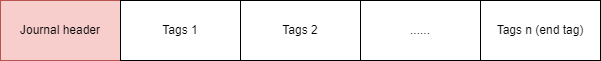 Journal header
Tags 1
Tags 2
......
Tags n (end tag)